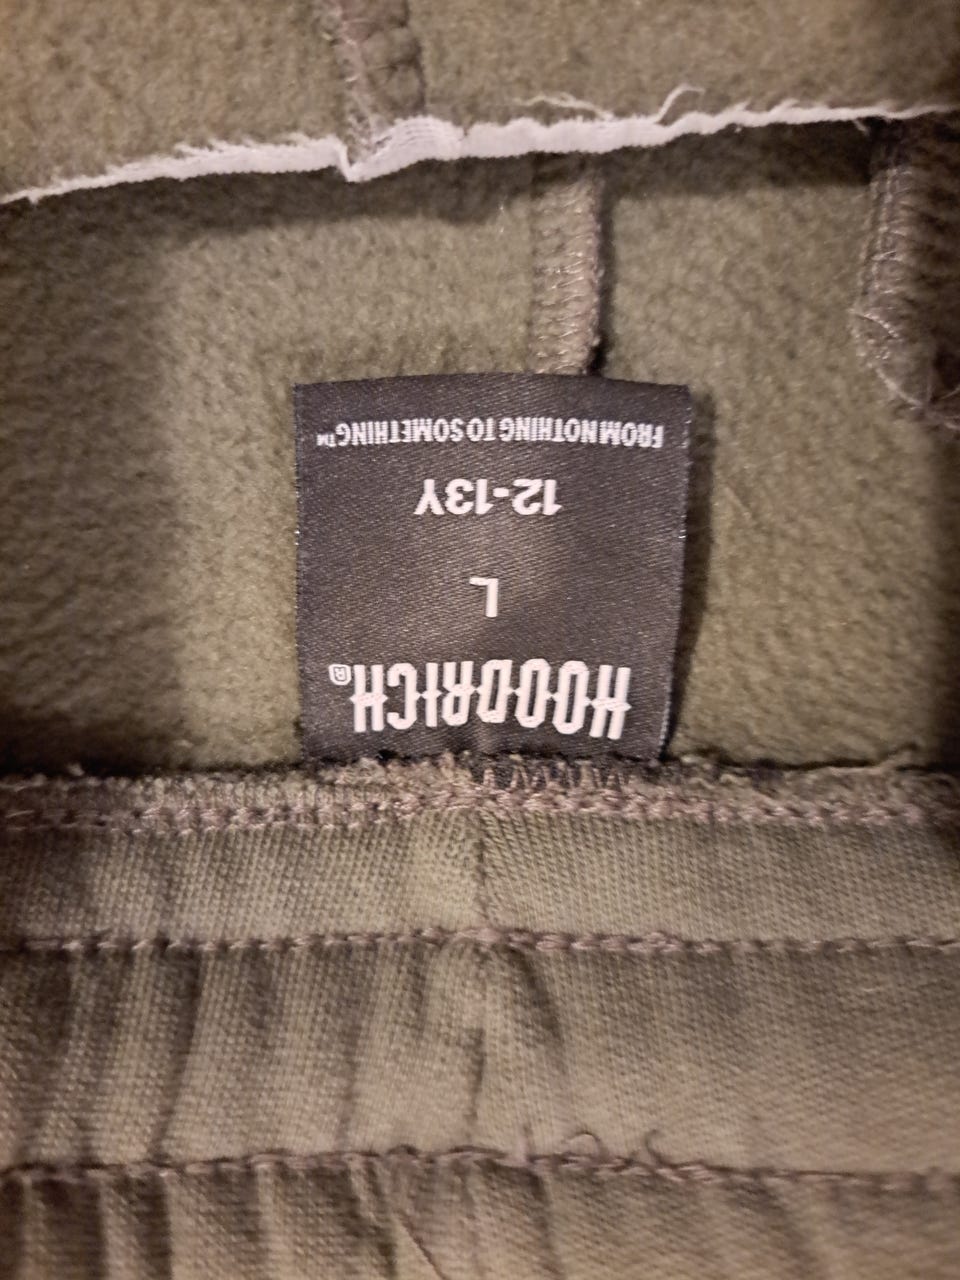 HOODRICH®
L
12-13Y
FROM NOTHING TO SOMETHING™